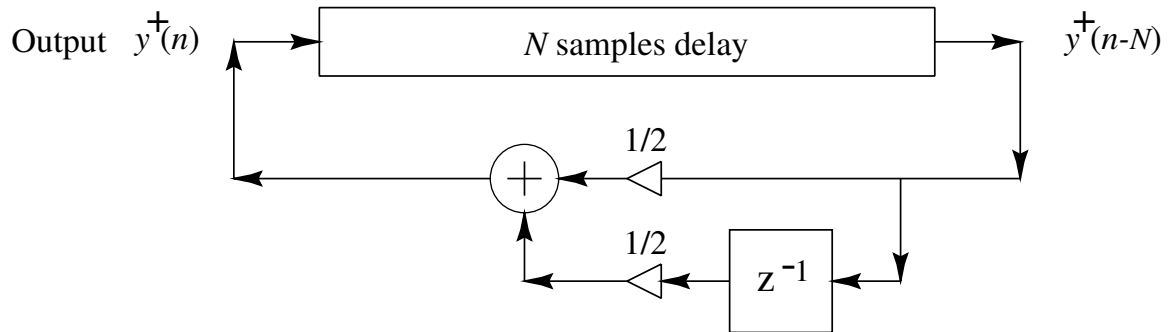 Output y⁺(n) N samples delay y⁺(n-N)
1/2
+
1/2
z⁻¹